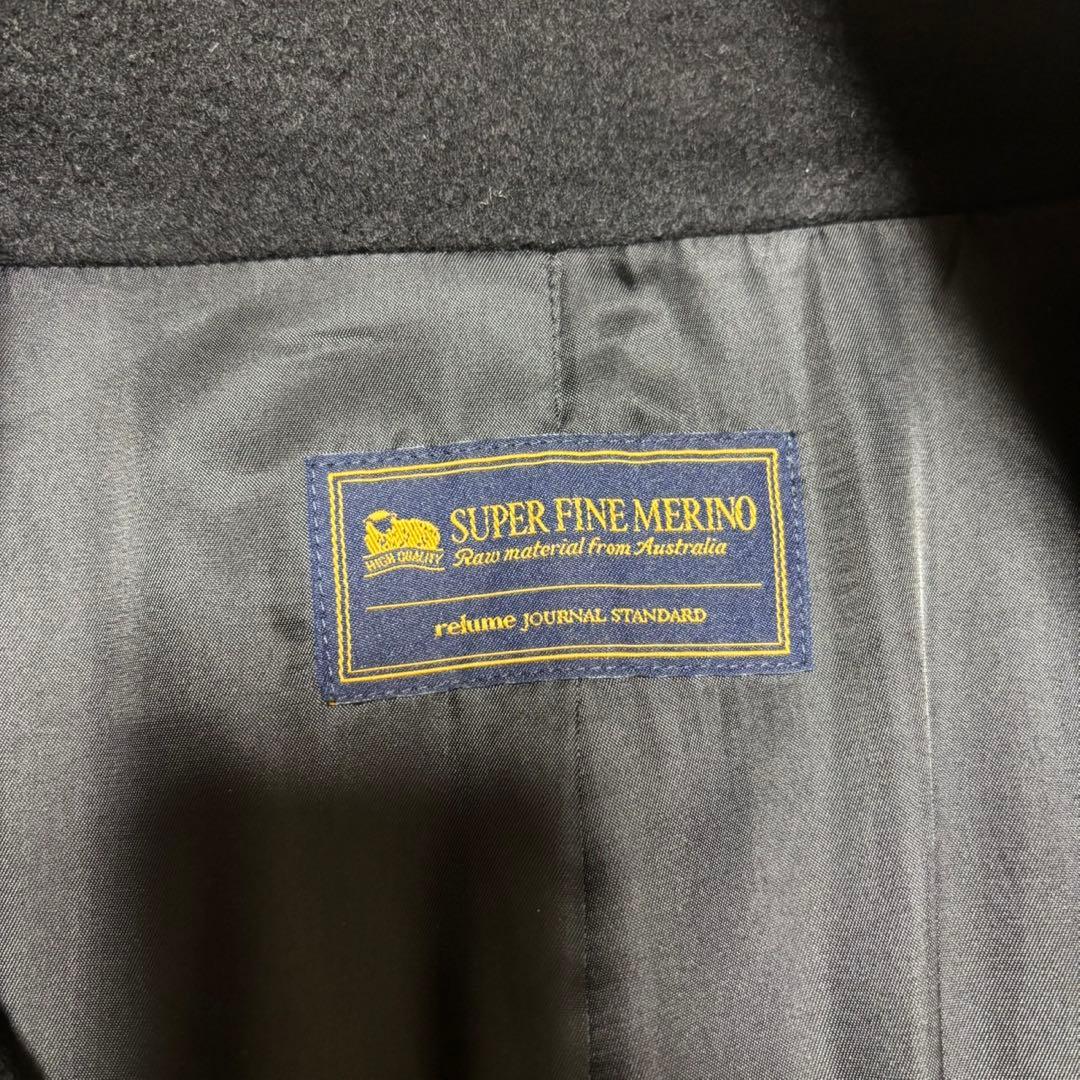 SUPER FINE MERINO
HIGH QUALITY
Raw material from Australia
relume JOURNAL STANDARD